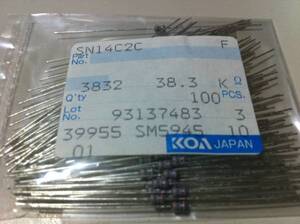 SN14C2C F
Part No.
3832 38.3 KΩ
Q'ty 100 PCS.
Lot No. 93137483 3
39955 SM5945 10
01 KOA JAPAN